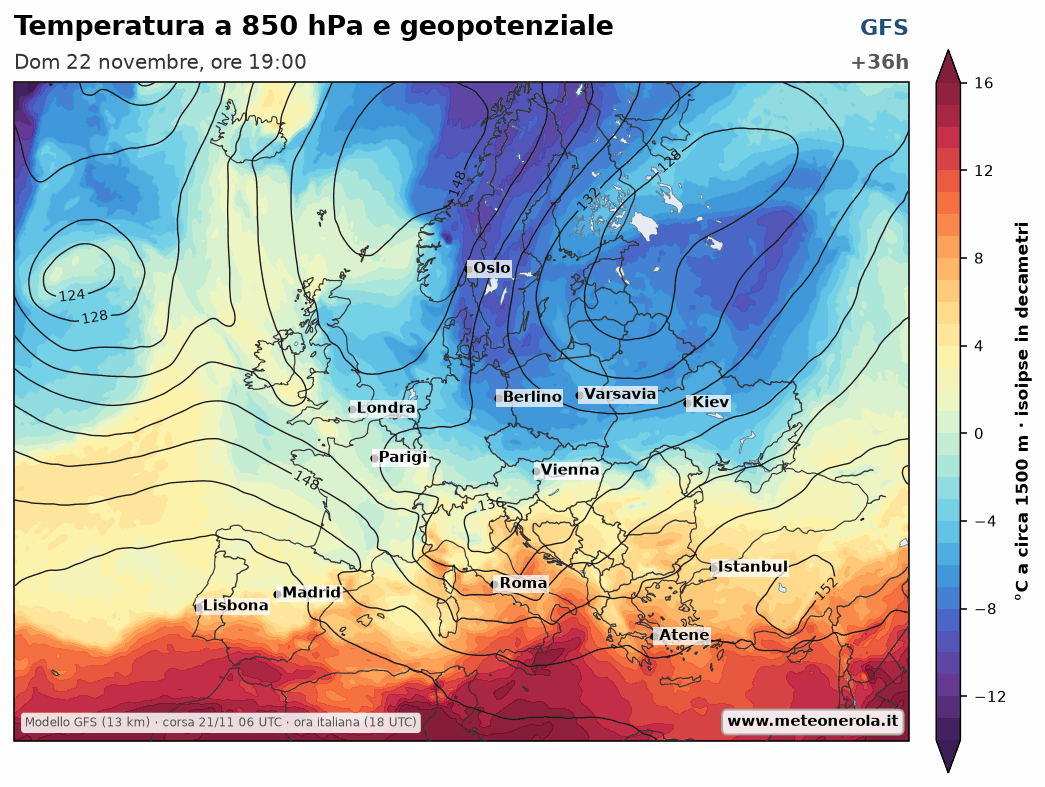 Temperatura a 850 hPa e geopotenziale
GFS
Dom 22 novembre, ore 19:00
+36h
148
128
132
Oslo
124
128
Berlino
Varsavia
Kiev
Londra
Parigi
Vienna
148
136
Istanbul
Roma
Madrid
Lisbona
152
Atene
Modello GFS (13 km) · corsa 21/11 06 UTC · ora italiana (18 UTC)
www.meteonerola.it
16
12
8
4
0
−4
−8
−12
°C a circa 1500 m · isoipse in decametri